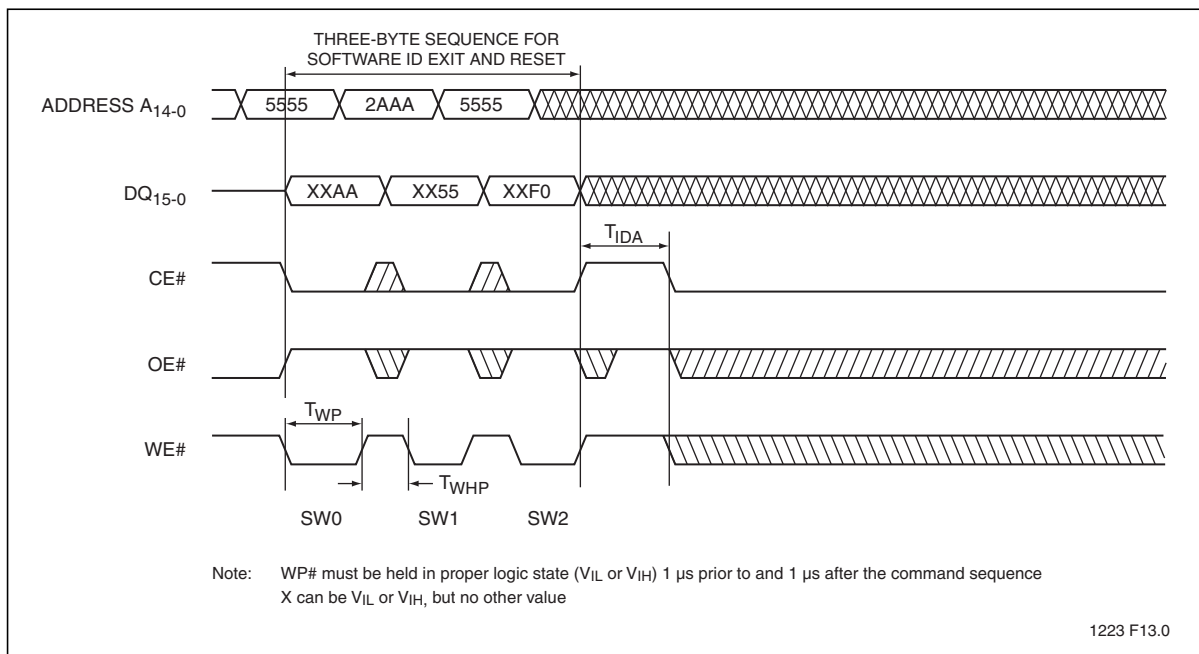 THREE-BYTE SEQUENCE FOR
SOFTWARE ID EXIT AND RESET
ADDRESS A14-0 5555 2AAA 5555
DQ15-0 XXAA XX55 XXF0
TIDA
CE#
OE#
TWP
WE#
TWHP
SW0 SW1 SW2
Note: WP# must be held in proper logic state (VIL or VIH) 1 µs prior to and 1 µs after the command sequence
X can be VIL or VIH, but no other value
1223 F13.0